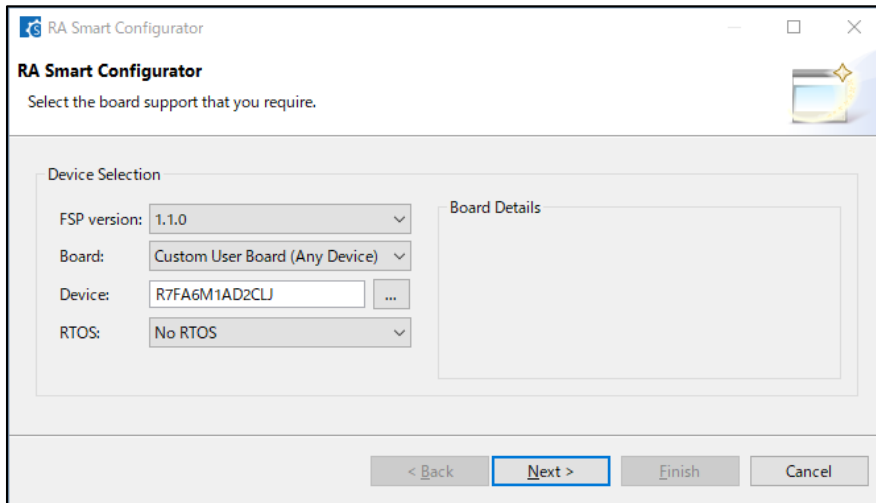 RA Smart Configurator
RA Smart Configurator
Select the board support that you require.
Device Selection
FSP version: 1.1.0
Board: Custom User Board (Any Device)
Device: R7FA6M1AD2CLJ ...
RTOS: No RTOS
Board Details
< Back Next > Finish Cancel